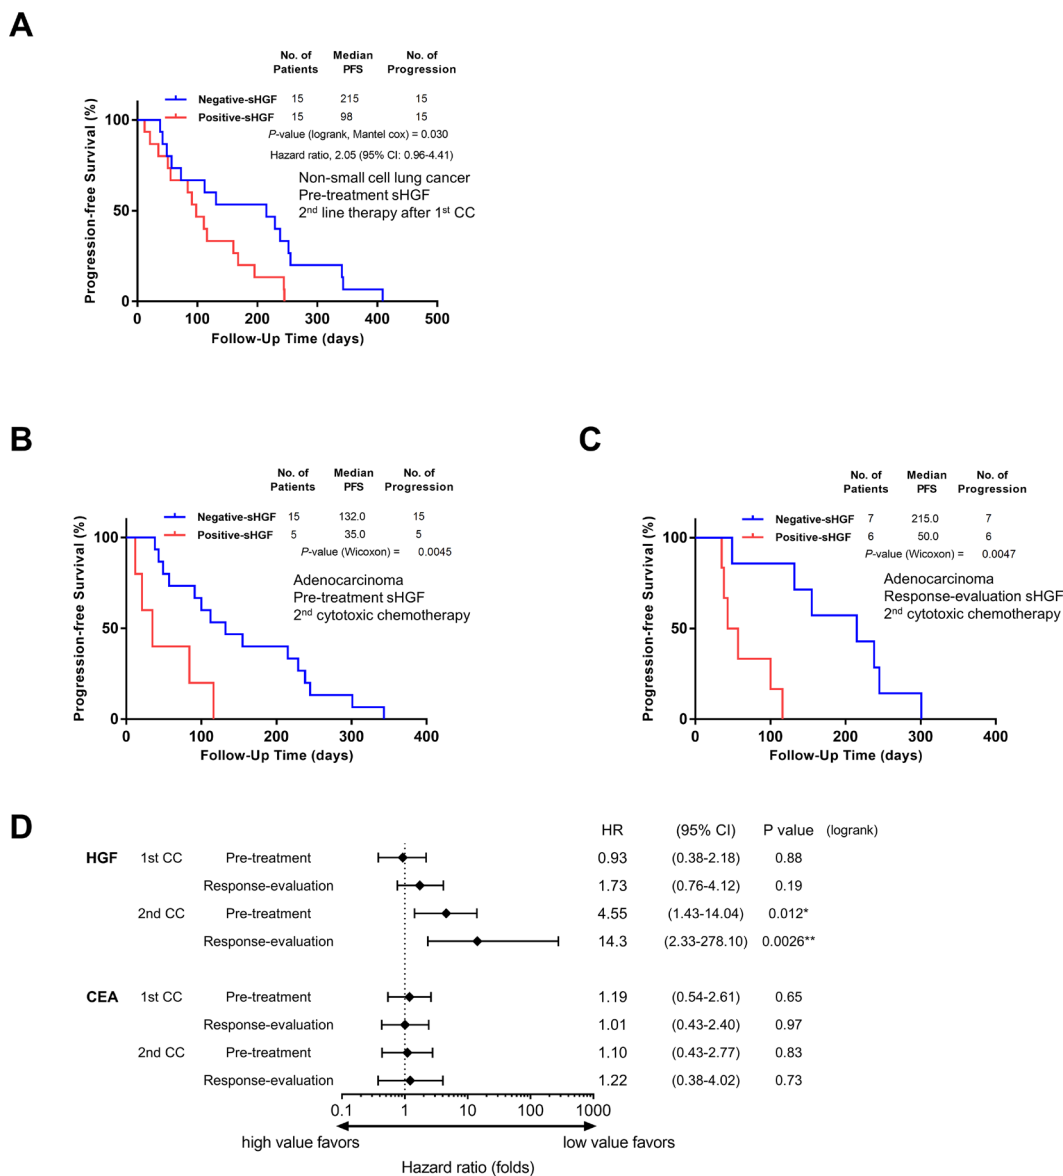 A
No. of Median No. of
Patients PFS Progression
Negative-sHGF 15 215 15
Positive-sHGF 15 98 15
P-value (logrank, Mantel cox) = 0.030
Hazard ratio, 2.05 (95% CI: 0.96-4.41)
Non-small cell lung cancer
Pre-treatment sHGF
2nd line therapy after 1st CC
Progression-free Survival (%)
100
50
0
0 100 200 300 400 500
Follow-Up Time (days)
B
No. of Median No. of
Patients PFS Progression
Negative-sHGF 15 132.0 15
Positive-sHGF 5 35.0 5
P-value (Wicoxon) = 0.0045
Adenocarcinoma
Pre-treatment sHGF
2nd cytotoxic chemotherapy
Progression-free Survival (%)
100
50
0
0 100 200 300 400
Follow-Up Time (days)
C
No. of Median No. of
Patients PFS Progression
Negative-sHGF 7 215.0 7
Positive-sHGF 6 50.0 6
P-value (Wicoxon) = 0.0047
Adenocarcinoma
Response-evaluation sHGF
2nd cytotoxic chemotherapy
Progression-free Survival (%)
100
50
0
0 100 200 300 400
Follow-Up Time (days)
D
HR (95% CI) P value (logrank)
HGF 1st CC Pre-treatment 0.93 (0.38-2.18) 0.88
Response-evaluation 1.73 (0.76-4.12) 0.19
2nd CC Pre-treatment 4.55 (1.43-14.04) 0.012*
Response-evaluation 14.3 (2.33-278.10) 0.0026**
CEA 1st CC Pre-treatment 1.19 (0.54-2.61) 0.65
Response-evaluation 1.01 (0.43-2.40) 0.97
2nd CC Pre-treatment 1.10 (0.43-2.77) 0.83
Response-evaluation 1.22 (0.38-4.02) 0.73
0.1 1 10 100 1000
high value favors low value favors
Hazard ratio (folds)